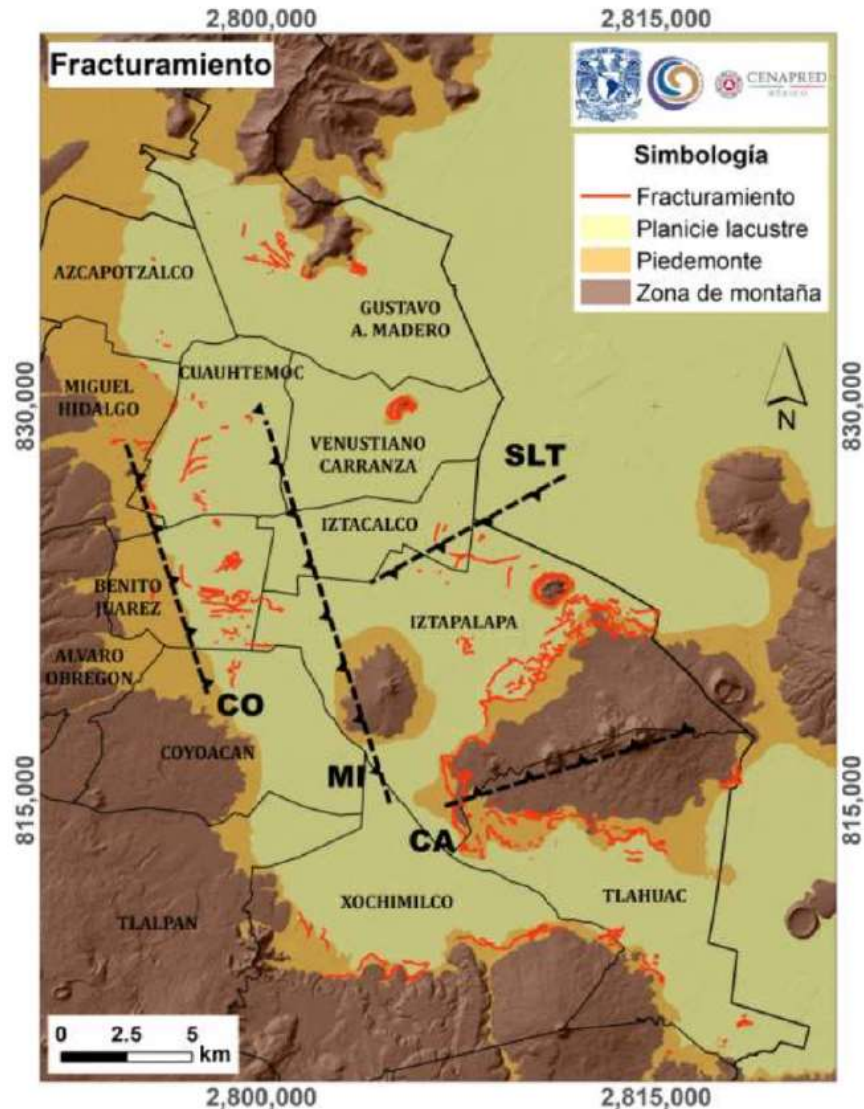 2,800,000
2,815,000
Fracturamiento
CENAPRED
MÉXICO
Simbología
Fracturamiento
Planicie lacustre
Piedemonte
Zona de montaña
AZCAPOTZALCO
GUSTAVO
A. MADERO
CUAUHTEMOC
MIGUEL
HIDALGO
830,000
830,000
N
VENUSTIANO
CARRANZA
SLT
IZTACALCO
BENITO
JUAREZ
IZTAPALAPA
ALVARO
OBREGON
CO
COYOACAN
MI
815,000
815,000
CA
XOCHIMILCO
TLAHUAC
TLALPAN
0 2.5 5
km
2,800,000
2,815,000